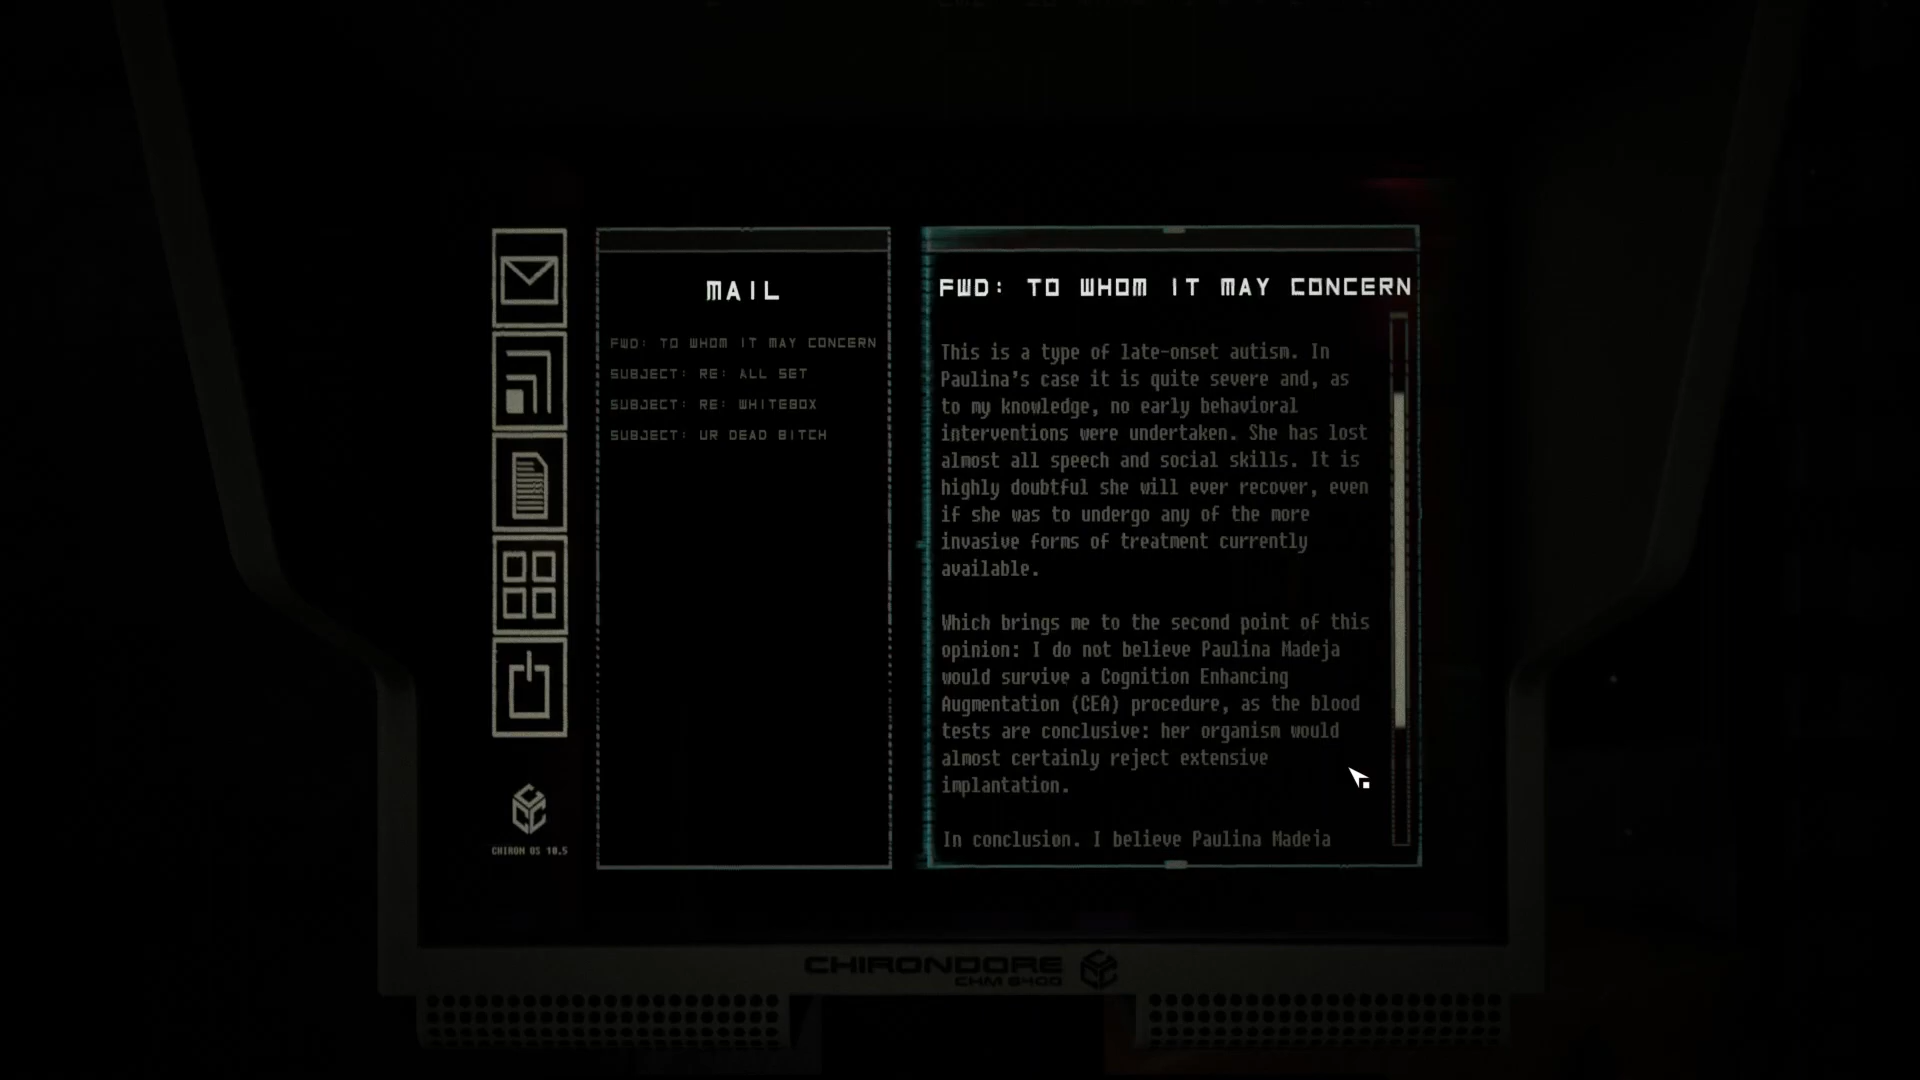 MAIL
FWD: TO WHOM IT MAY CONCERN
SUBJECT: RE: ALL SET
SUBJECT: RE: WHITEBOX
SUBJECT: UR DEAD BITCH
FWD: TO WHOM IT MAY CONCERN
This is a type of late-onset autism. In
Paulina's case it is quite severe and, as
to my knowledge, no early behavioral
interventions were undertaken. She has lost
almost all speech and social skills. It is
highly doubtful she will ever recover, even
if she was to undergo any of the more
invasive forms of treatment currently
available.
Which brings me to the second point of this
opinion: I do not believe Paulina Madeja
would survive a Cognition Enhancing
Augmentation (CEA) procedure, as the blood
tests are conclusive: her organism would
almost certainly reject extensive
implantation.
In conclusion. I believe Paulina Madeja
CHIRON OS 10.5
CHIRONDORE
CHM 6400